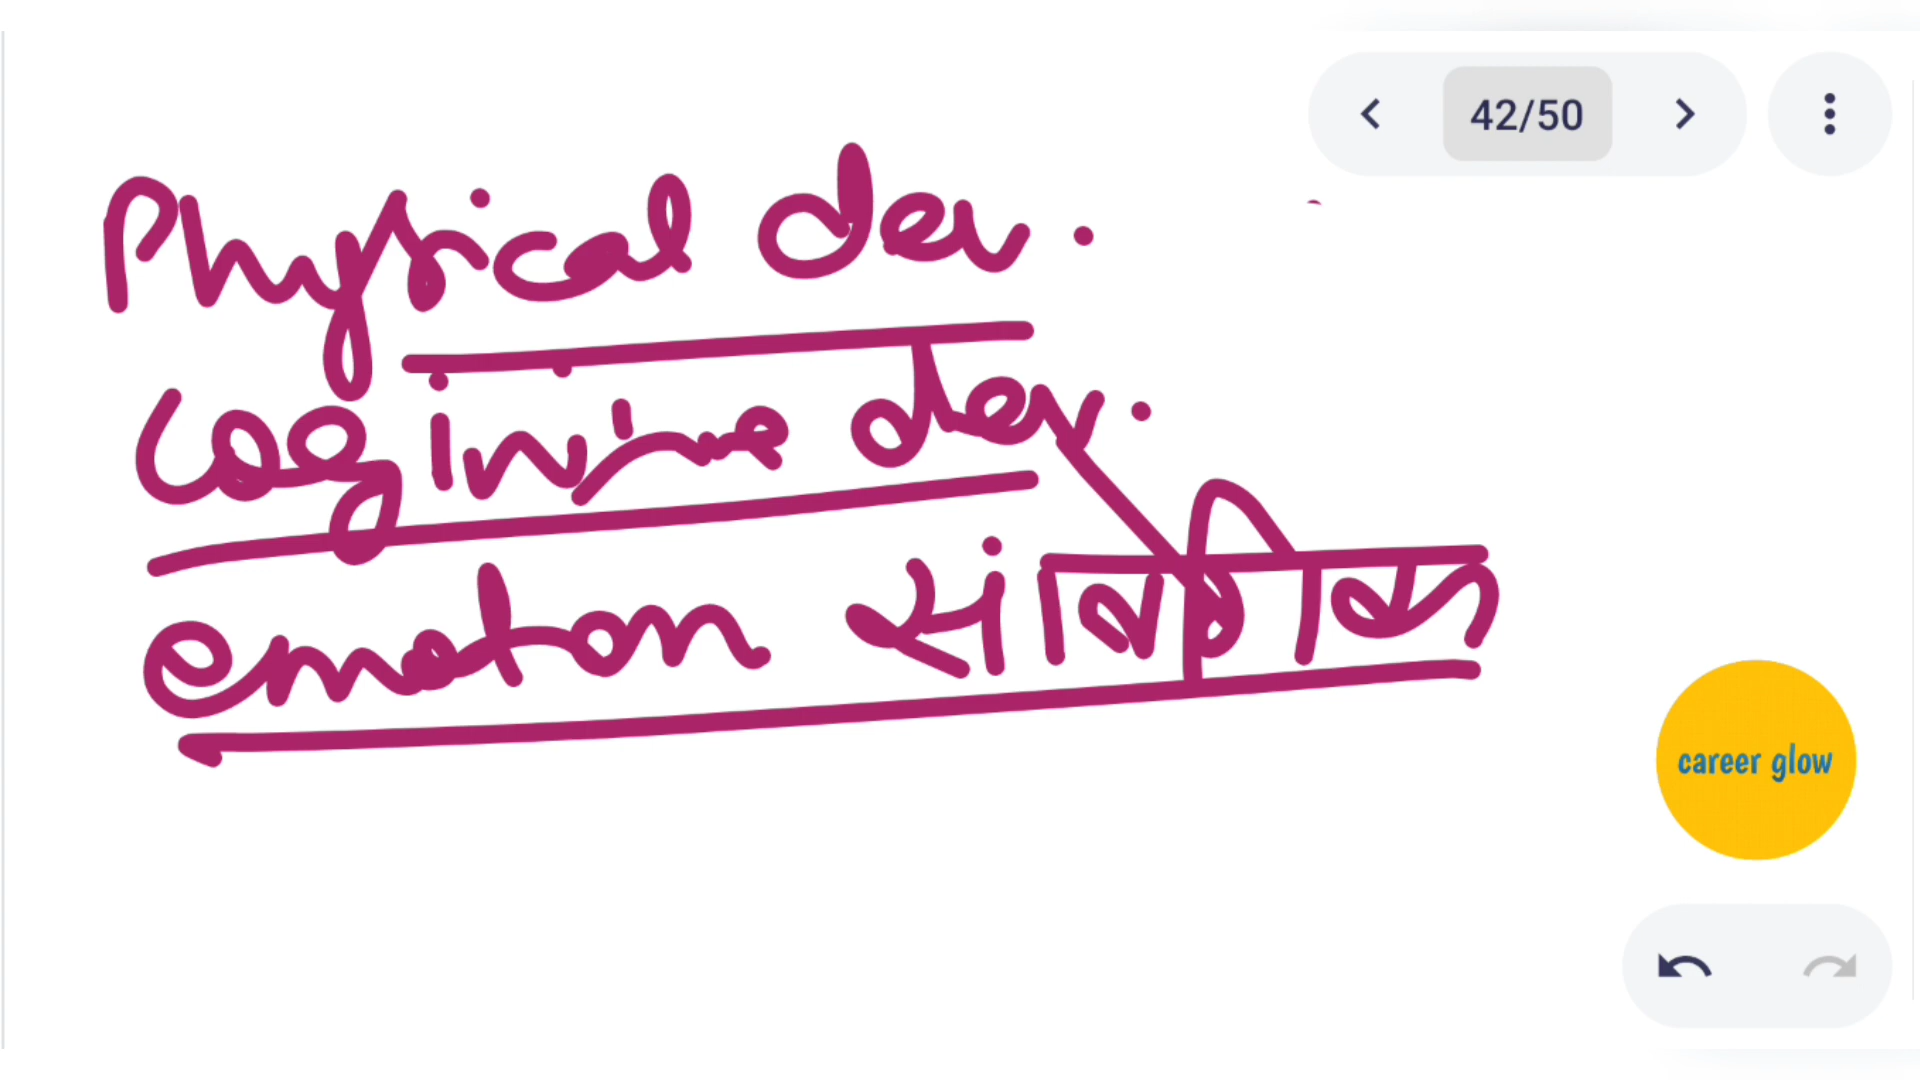 42/50
Physical dev.
Coginitive dev.
emoton सांवेगिक
career glow